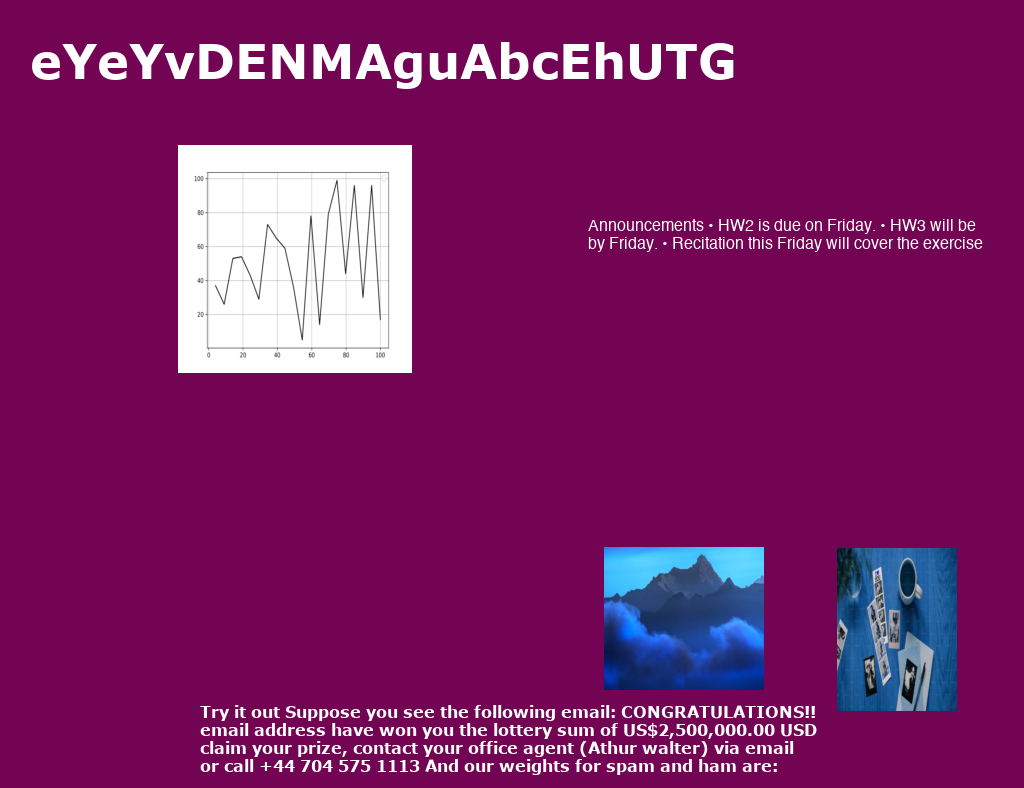 eYeYvDENMAguAbcEhUTG
100
80
60
40
20
0 20 40 60 80 100
Announcements • HW2 is due on Friday. • HW3 will be
by Friday. • Recitation this Friday will cover the exercise
Try it out Suppose you see the following email: CONGRATULATIONS!!
email address have won you the lottery sum of US$2,500,000.00 USD
claim your prize, contact your office agent (Athur walter) via email
or call +44 704 575 1113 And our weights for spam and ham are: